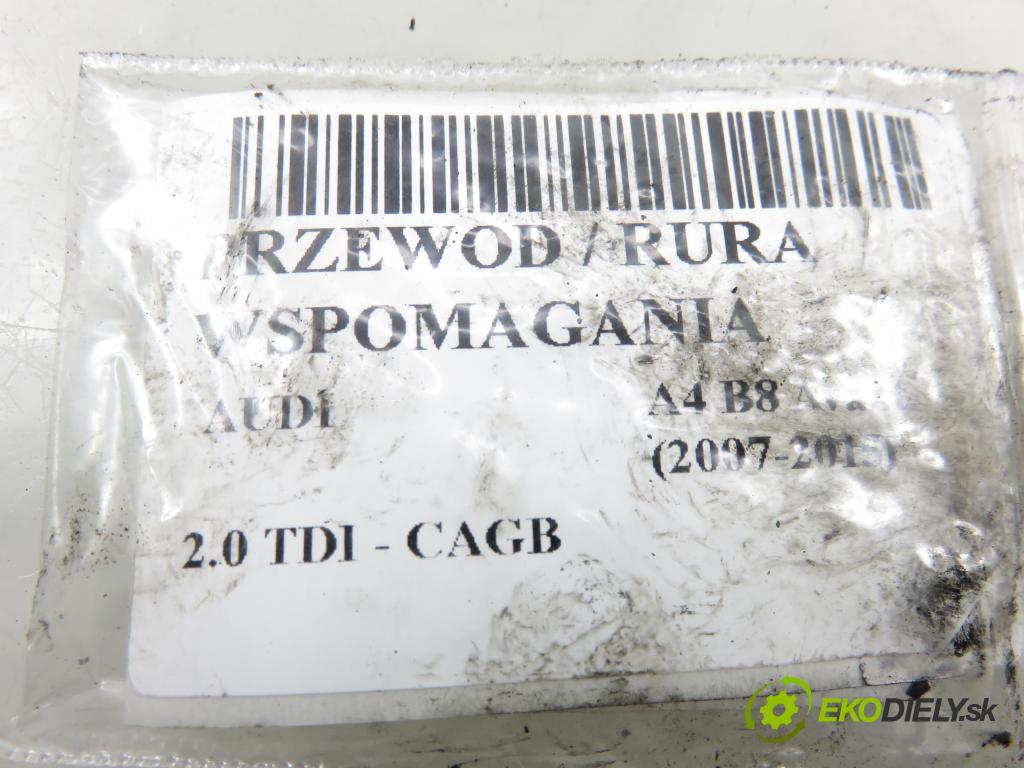 PRZEWOD / RURA
WSPOMAGANIA
AUDI A4 B8
(2007-2015)
2.0 TDI - CAGB
EKODIELY.sk